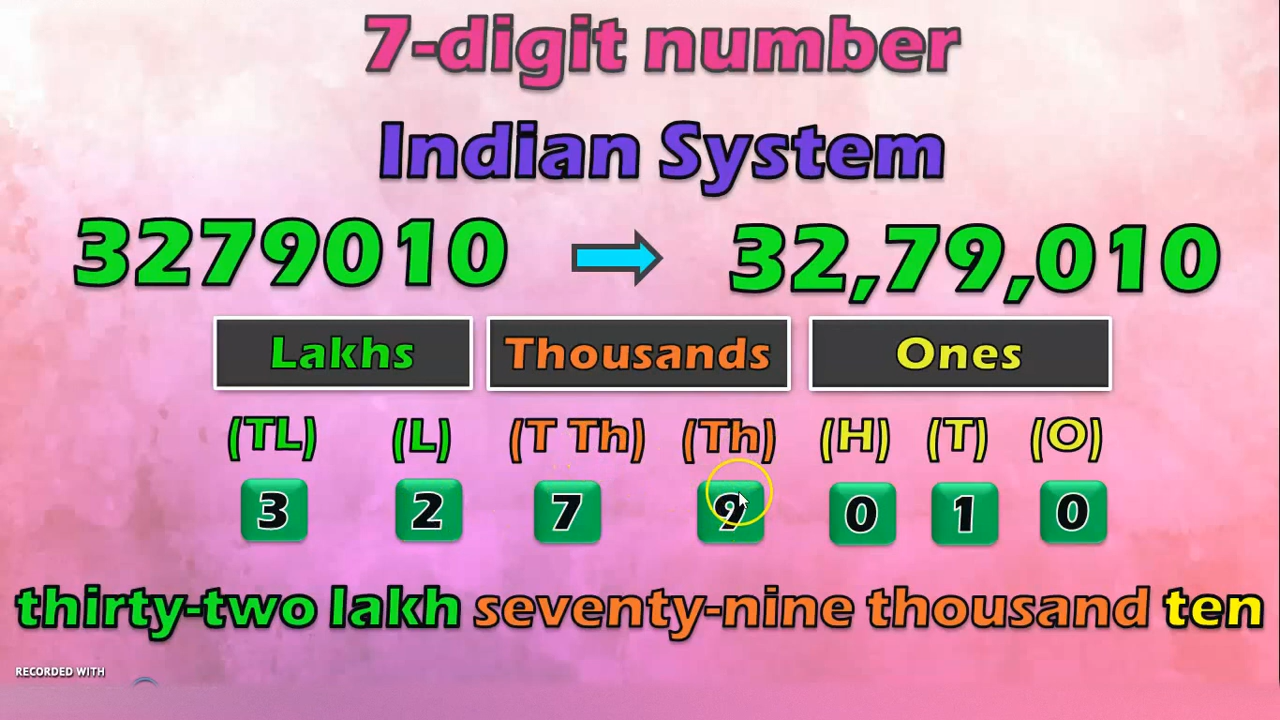 7-digit number
Indian System
3279010 32,79,010
Lakhs Thousands Ones
(TL) (L) (T Th) (Th) (H) (T) (O)
3 2 7 9 0 1 0
thirty-two lakh seventy-nine thousand ten
RECORDED WITH